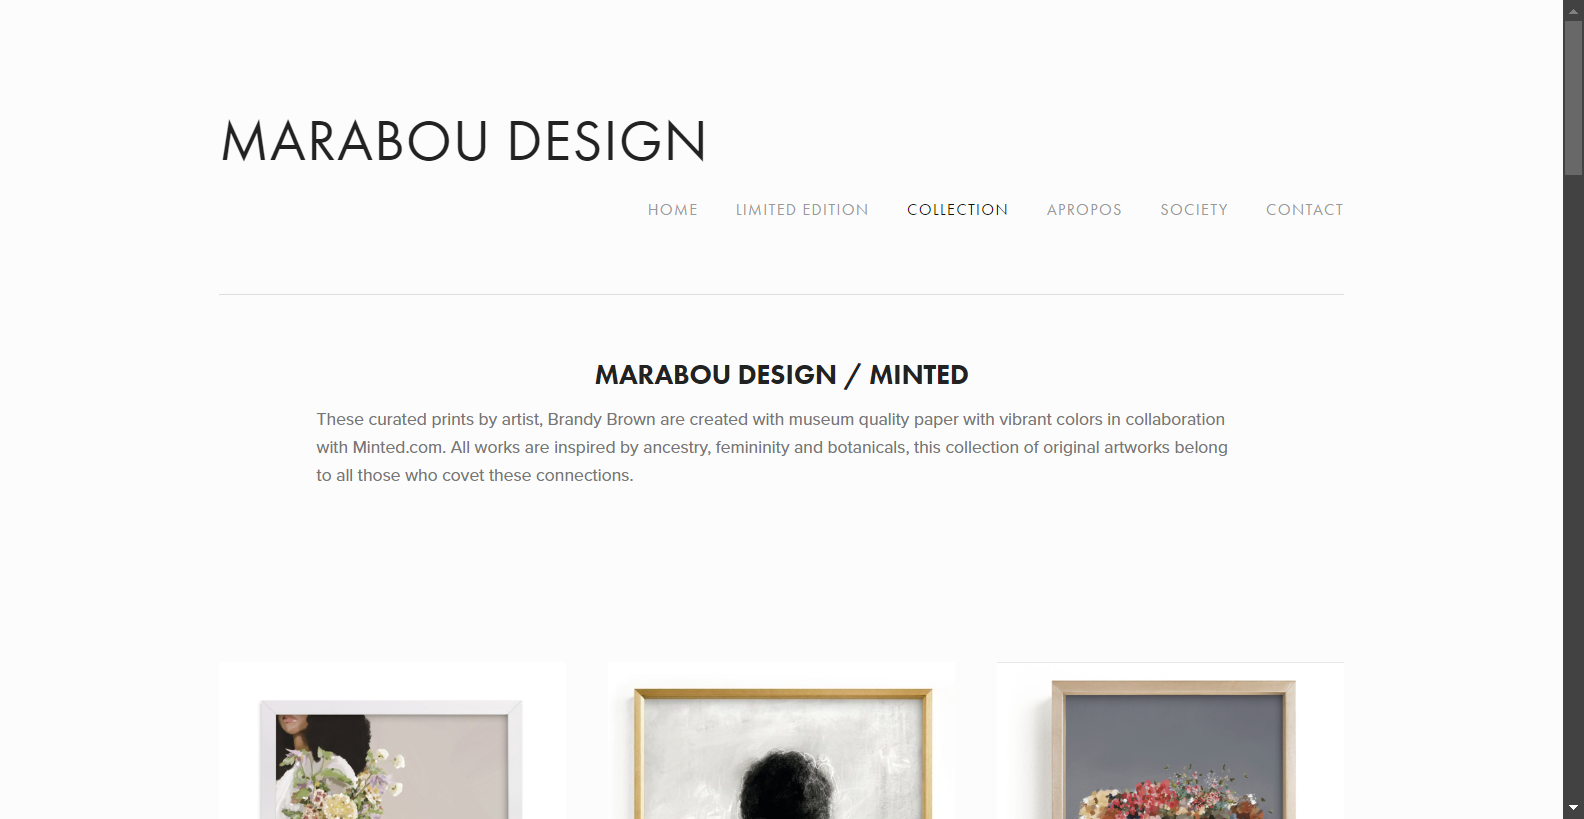 MARABOU DESIGN
HOME LIMITED EDITION COLLECTION APROPOS SOCIETY CONTACT
MARABOU DESIGN / MINTED
These curated prints by artist, Brandy Brown are created with museum quality paper with vibrant colors in collaboration
with Minted.com. All works are inspired by ancestry, femininity and botanicals, this collection of original artworks belong
to all those who covet these connections.